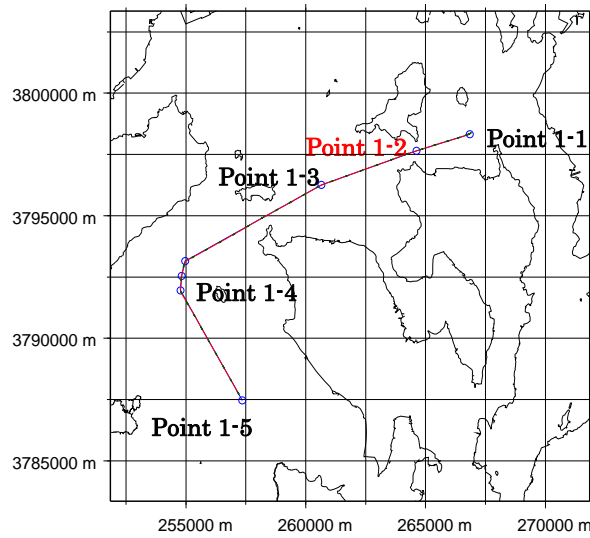 3800000 m
Point 1-1
Point 1-2
Point 1-3
3795000 m
Point 1-4
3790000 m
Point 1-5
3785000 m
255000 m 260000 m 265000 m 270000 m